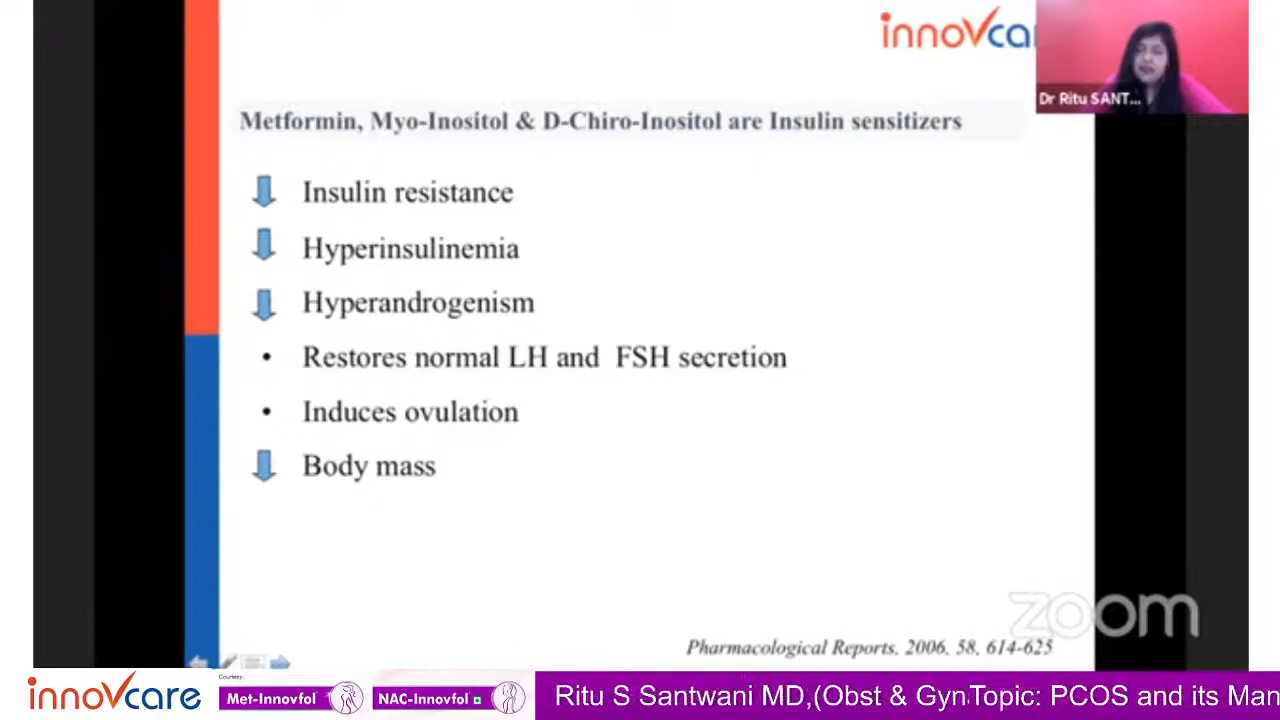 innovca
Dr Ritu SANT...
Metformin, Myo-Inositol & D-Chiro-Inositol are Insulin sensitizers
Insulin resistance
Hyperinsulinemia
Hyperandrogenism
• Restores normal LH and FSH secretion
• Induces ovulation
Body mass
zoom
Pharmacological Reports, 2006, 58, 614-625
innovcare
Courtesy:
Met-Innovfol
NAC-Innovfol
Ritu S Santwani MD,(Obst & Gyn.Topic: PCOS and its Man